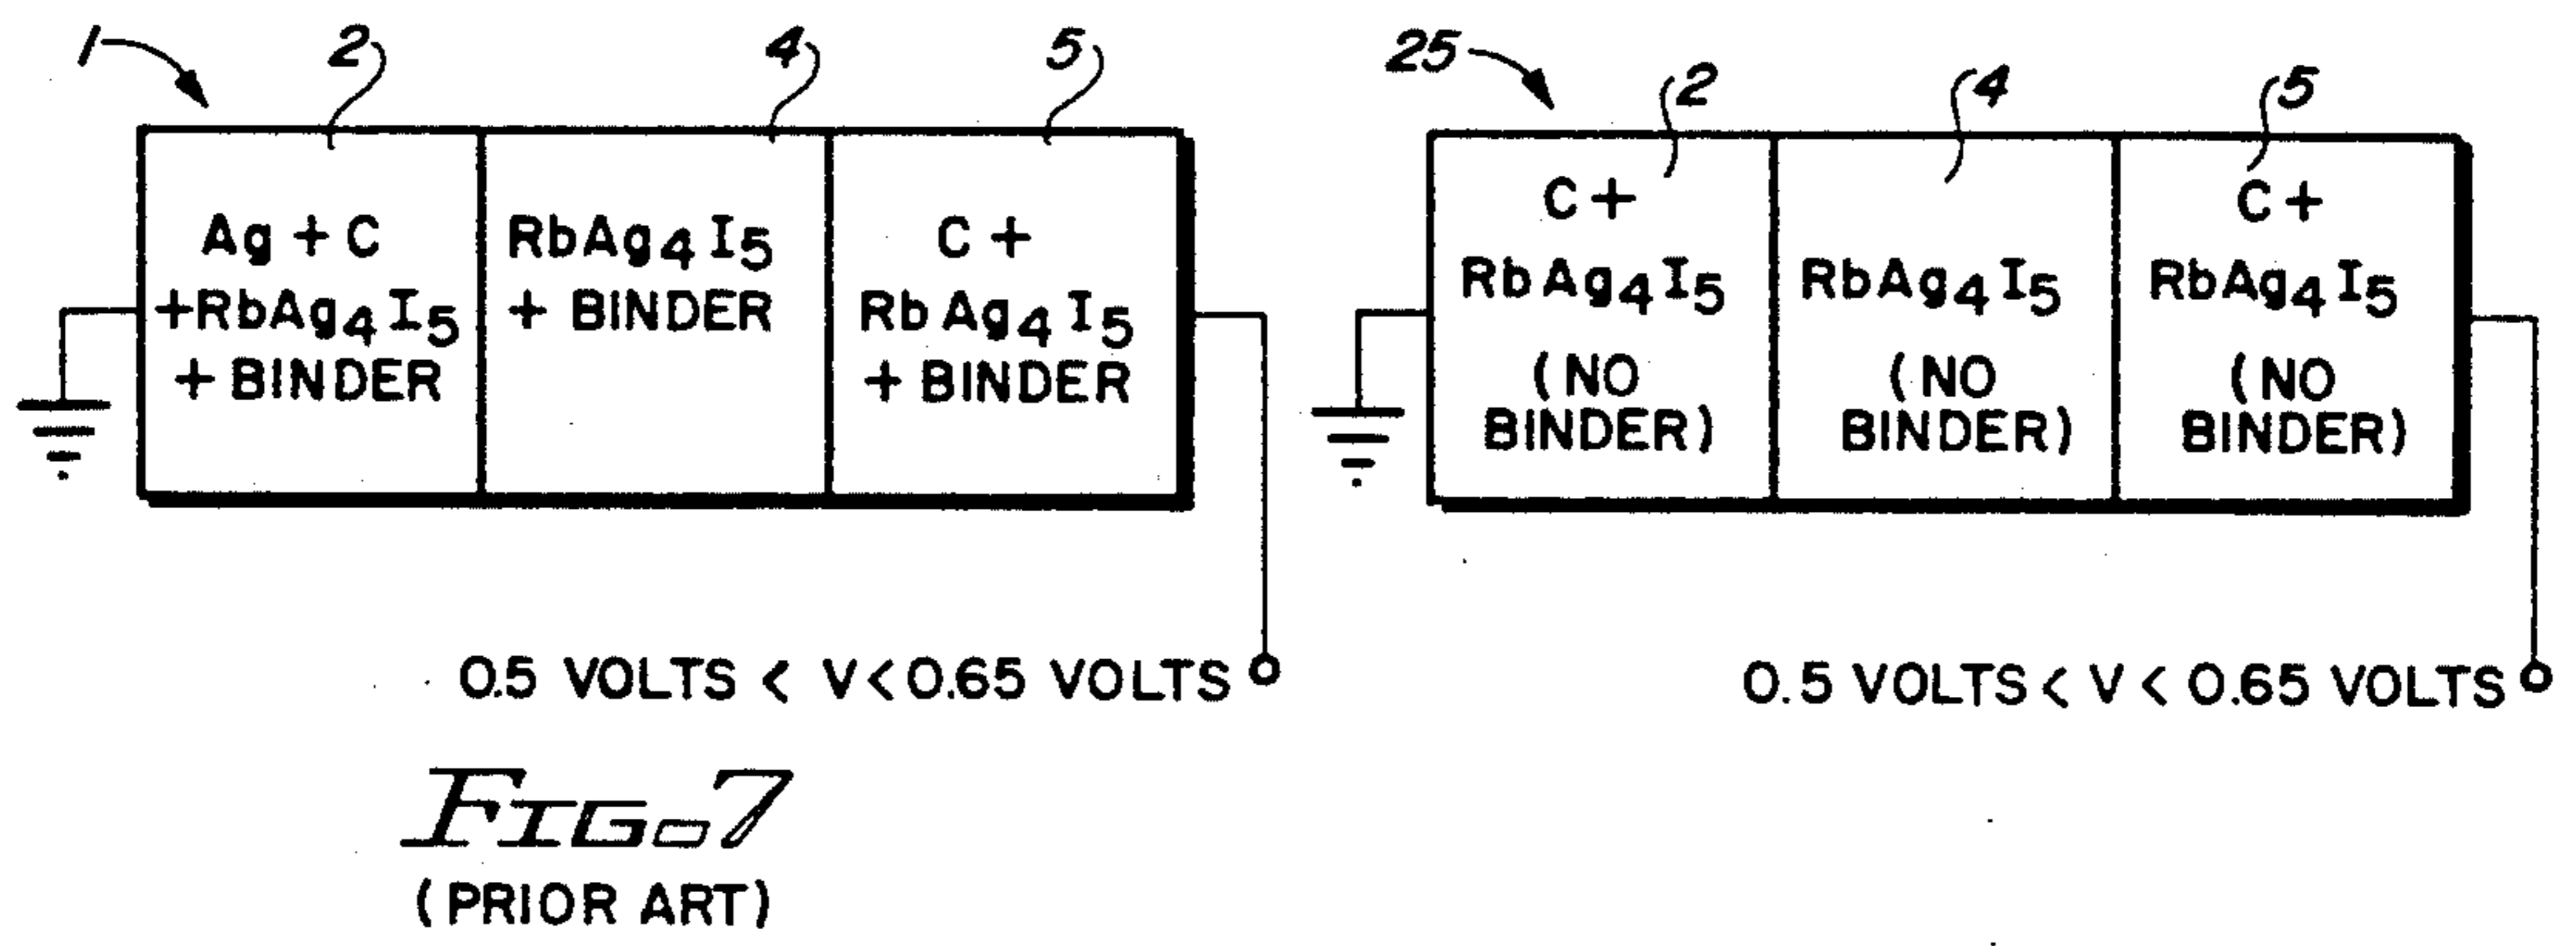 1
2
4
5
Ag + C
+RbAg4I5
+ BINDER
RbAg4I5
+ BINDER
C +
RbAg4I5
+ BINDER
0.5 VOLTS < V < 0.65 VOLTS
FIG. 7
(PRIOR ART)
25
2
4
5
C +
RbAg4I5
(NO
BINDER)
RbAg4I5
(NO
BINDER)
C +
RbAg4I5
(NO
BINDER)
0.5 VOLTS < V < 0.65 VOLTS